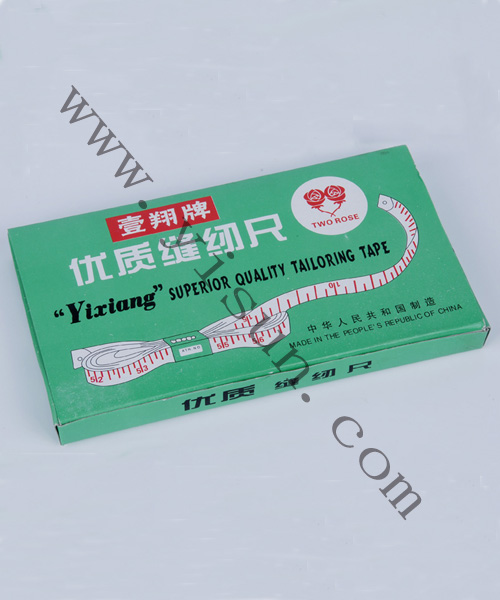 壹翔牌
优质缝纫尺
TWO ROSE
“Yixiang” SUPERIOR QUALITY TAILORING TAPE
中华人民共和国制造
MADE IN THE PEOPLE'S REPUBLIC OF CHINA
优质 缝纫尺
www.yisun.com